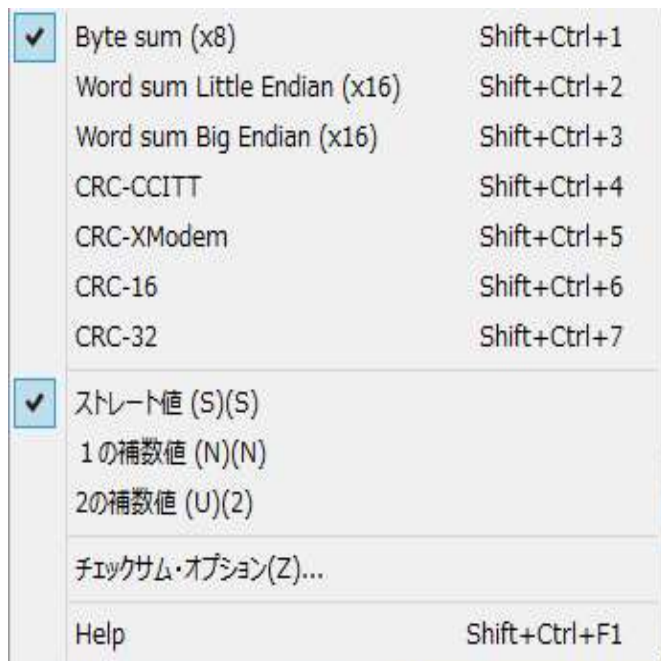 Byte sum (x8) Shift+Ctrl+1
Word sum Little Endian (x16) Shift+Ctrl+2
Word sum Big Endian (x16) Shift+Ctrl+3
CRC-CCITT Shift+Ctrl+4
CRC-XModem Shift+Ctrl+5
CRC-16 Shift+Ctrl+6
CRC-32 Shift+Ctrl+7
ストレート値 (S)(S)
１の補数値 (N)(N)
2の補数値 (U)(2)
チェックサム・オプション(Z)...
Help Shift+Ctrl+F1